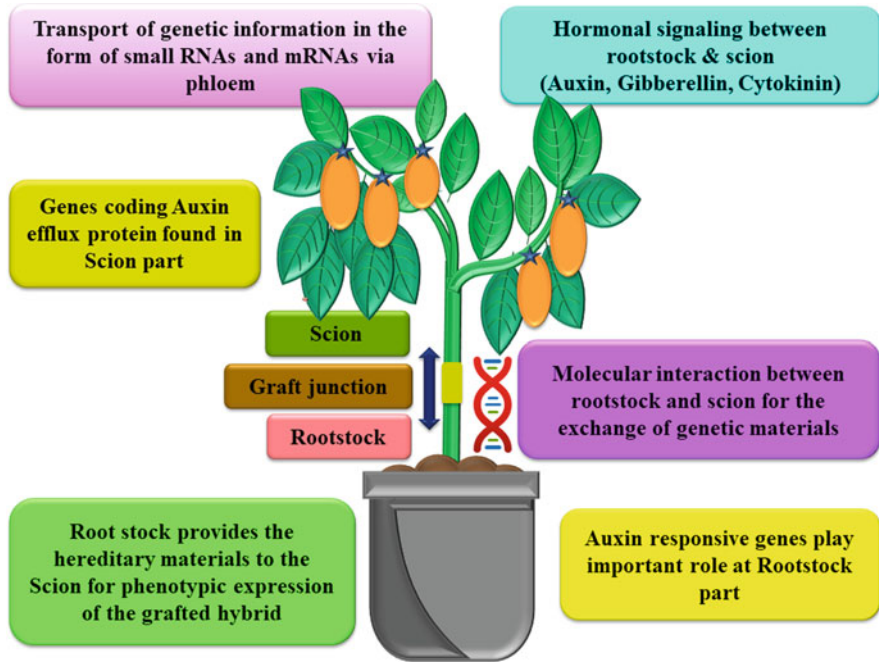 Transport of genetic information in the
form of small RNAs and mRNAs via
phloem
Hormonal signaling between
rootstock & scion
(Auxin, Gibberellin, Cytokinin)
Genes coding Auxin
efflux protein found in
Scion part
Scion
Graft junction
Rootstock
Molecular interaction between
rootstock and scion for the
exchange of genetic materials
Root stock provides the
hereditary materials to the
Scion for phenotypic expression
of the grafted hybrid
Auxin responsive genes play
important role at Rootstock
part